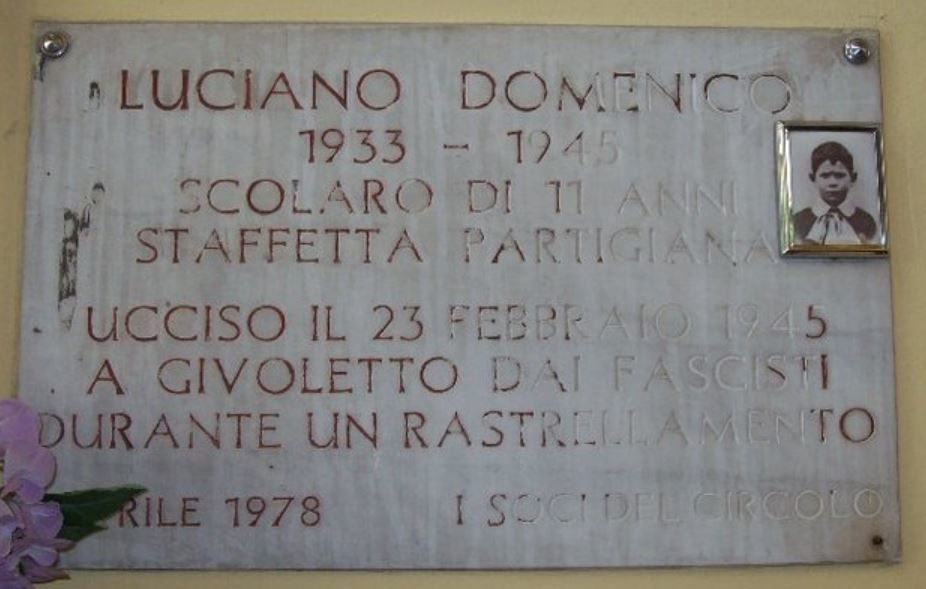 LUCIANO DOMENICO
1933 - 1945
SCOLARO DI 11 ANNI
STAFFETTA PARTIGIANA
UCCISO IL 23 FEBBRAIO 1945
A GIVOLETTO DAI FASCISTI
DURANTE UN RASTRELLAMENTO
RILE 1978 I SOCI DEL CIRCOLO